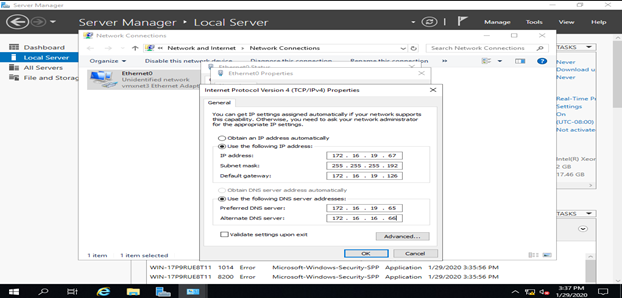 Server Manager
Server Manager › Local Server
Manage Tools View Help
Dashboard
Local Server
All Servers
File and Storag
Network Connections
Network and Internet › Network Connections
Search Network Connections
Organize
Disable this network device
Diagnose this connection
Rename this connection
Ethernet0
Unidentified network
vmxnet3 Ethernet Adapt
Ethernet0 Status
Ethernet0 Properties
Internet Protocol Version 4 (TCP/IPv4) Properties
General
You can get IP settings assigned automatically if your network supports
this capability. Otherwise, you need to ask your network administrator
for the appropriate IP settings.
Obtain an IP address automatically
Use the following IP address:
IP address: 172 . 16 . 19 . 67
Subnet mask: 255 . 255 . 255 . 192
Default gateway: 172 . 16 . 19 . 126
Obtain DNS server address automatically
Use the following DNS server addresses:
Preferred DNS server: 172 . 16 . 19 . 65
Alternate DNS server: 172 . 16 . 16 . 66
Validate settings upon exit
Advanced...
OK Cancel
1 item 1 item selected
TASKS
Never
Download u
Never
Real-Time Pr
Settings
On
(UTC-08:00)
Not activate
Intel(R) Xeo
2 GB
17.46 GB
TASKS
WIN-17P9RUE8T11 1014 Error Microsoft-Windows-Security-SPP Application 1/29/2020 3:35:56 PM
WIN-17P9RUE8T11 8200 Error Microsoft-Windows-Security-SPP Application 1/29/2020 3:35:56 PM
3:37 PM
1/29/2020